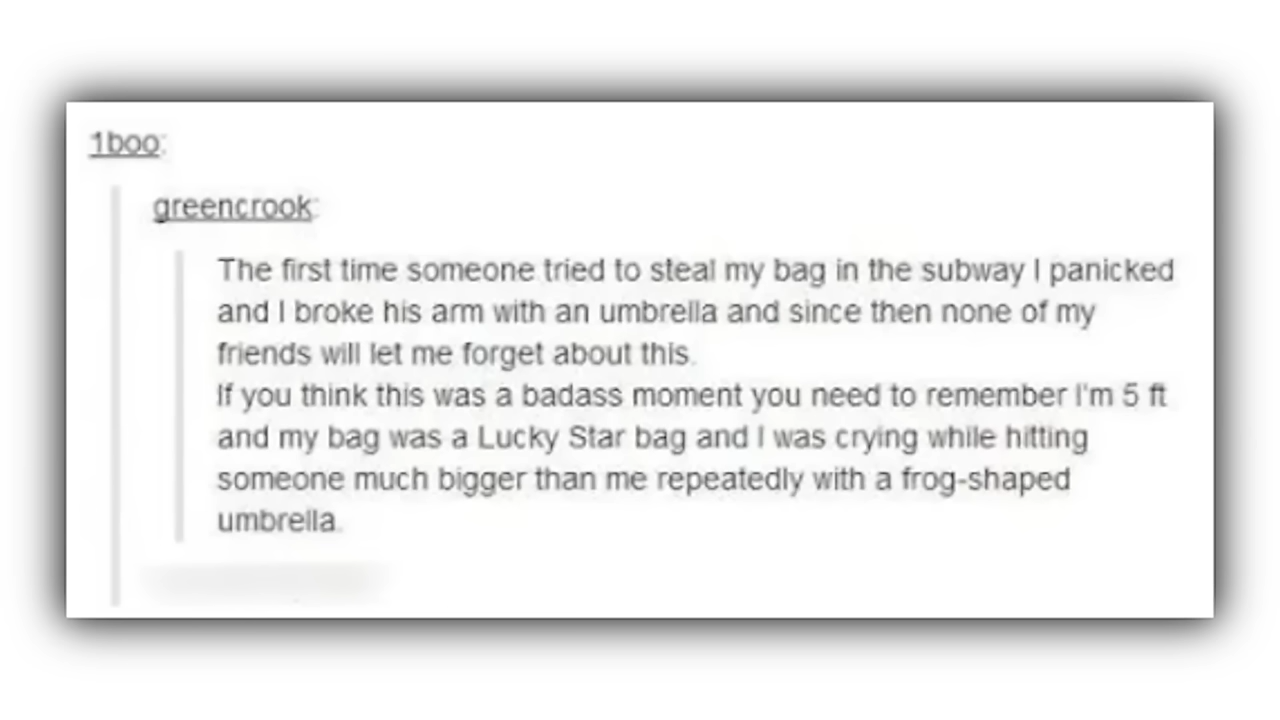 1boo:
greencrook:
The first time someone tried to steal my bag in the subway I panicked
and I broke his arm with an umbrella and since then none of my
friends will let me forget about this.
If you think this was a badass moment you need to remember I'm 5 ft
and my bag was a Lucky Star bag and I was crying while hitting
someone much bigger than me repeatedly with a frog-shaped
umbrella.